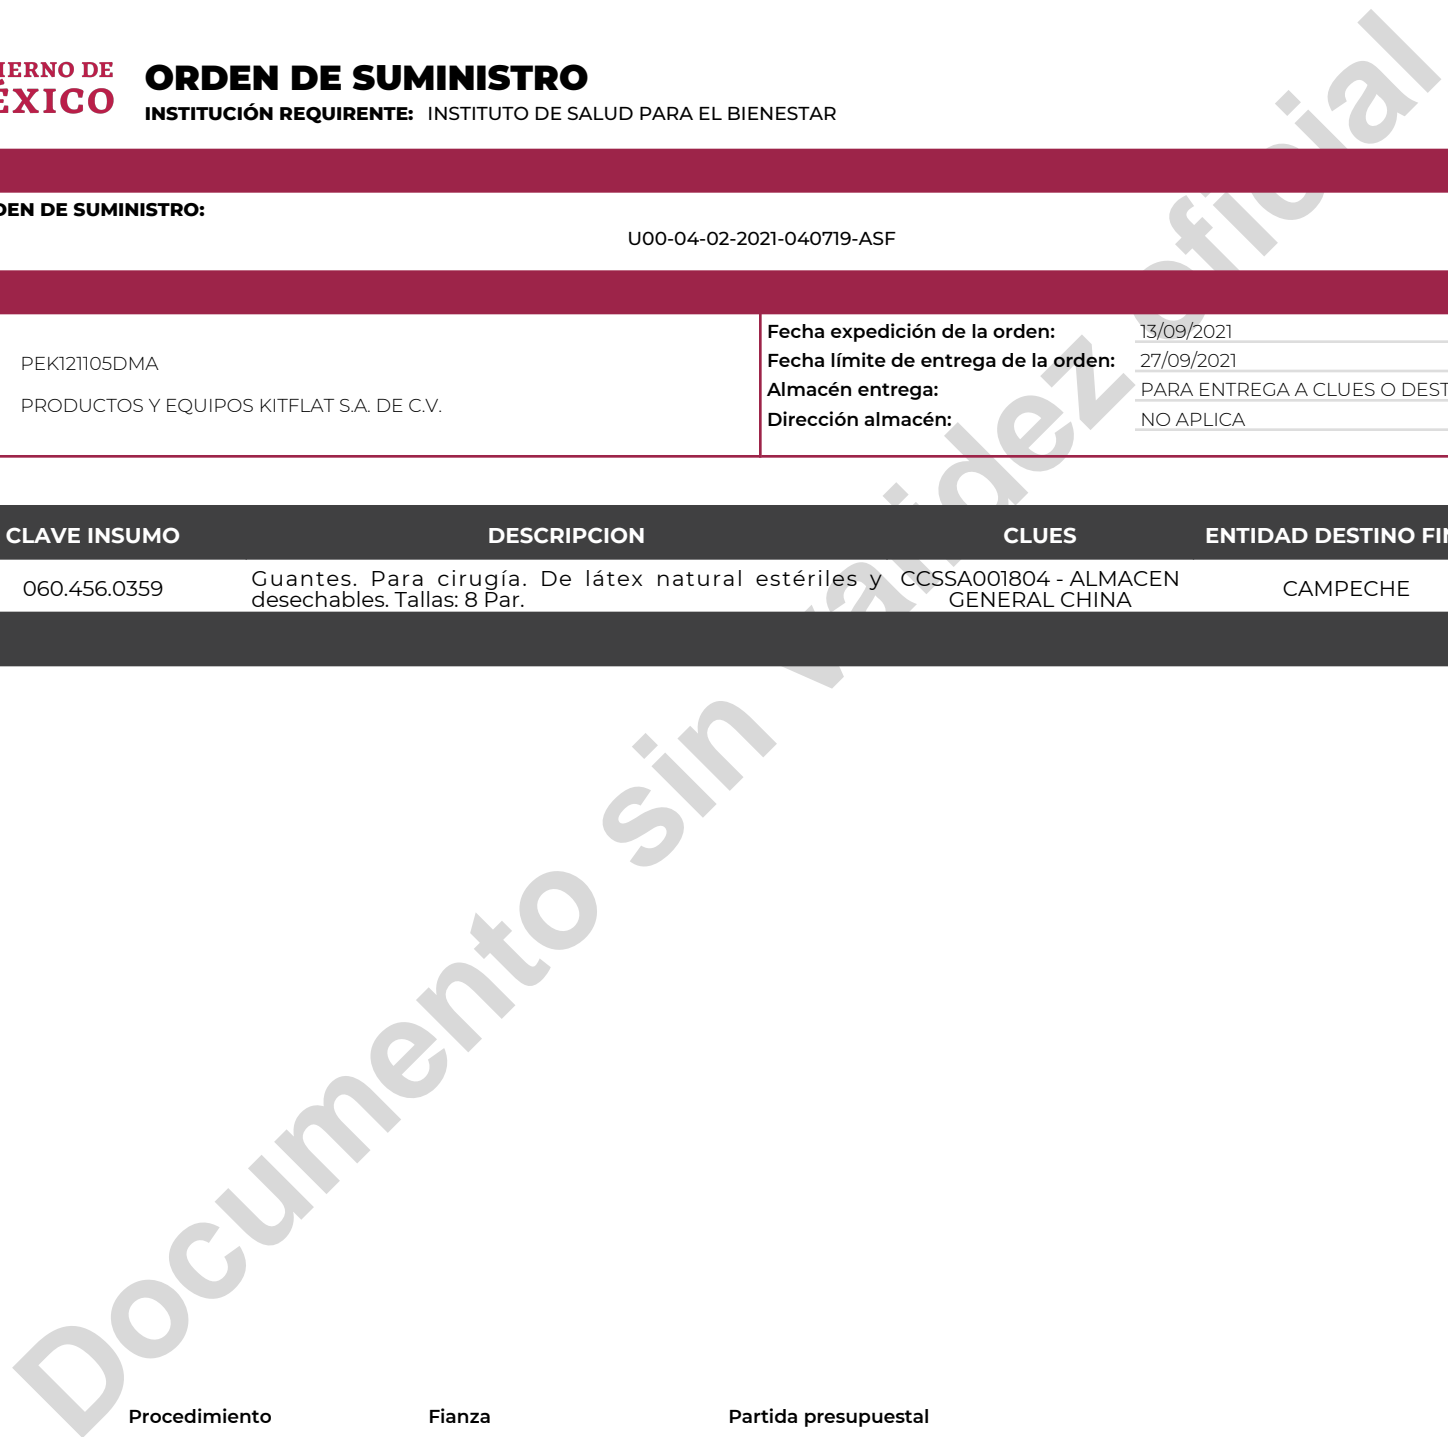 IERNO DE
ÉXICO
ORDEN DE SUMINISTRO
INSTITUCIÓN REQUIRENTE: INSTITUTO DE SALUD PARA EL BIENESTAR
DEN DE SUMINISTRO:
U00-04-02-2021-040719-ASF
PEK121105DMA
PRODUCTOS Y EQUIPOS KITFLAT S.A. DE C.V.
Fecha expedición de la orden: 13/09/2021
Fecha límite de entrega de la orden: 27/09/2021
Almacén entrega: PARA ENTREGA A CLUES O DEST
Dirección almacén: NO APLICA
CLAVE INSUMO DESCRIPCION CLUES ENTIDAD DESTINO FIN
060.456.0359 Guantes. Para cirugía. De látex natural estériles y desechables. Tallas: 8 Par. CCSSA001804 - ALMACEN GENERAL CHINA CAMPECHE
Documento sin validez oficial
Procedimiento Fianza Partida presupuestal